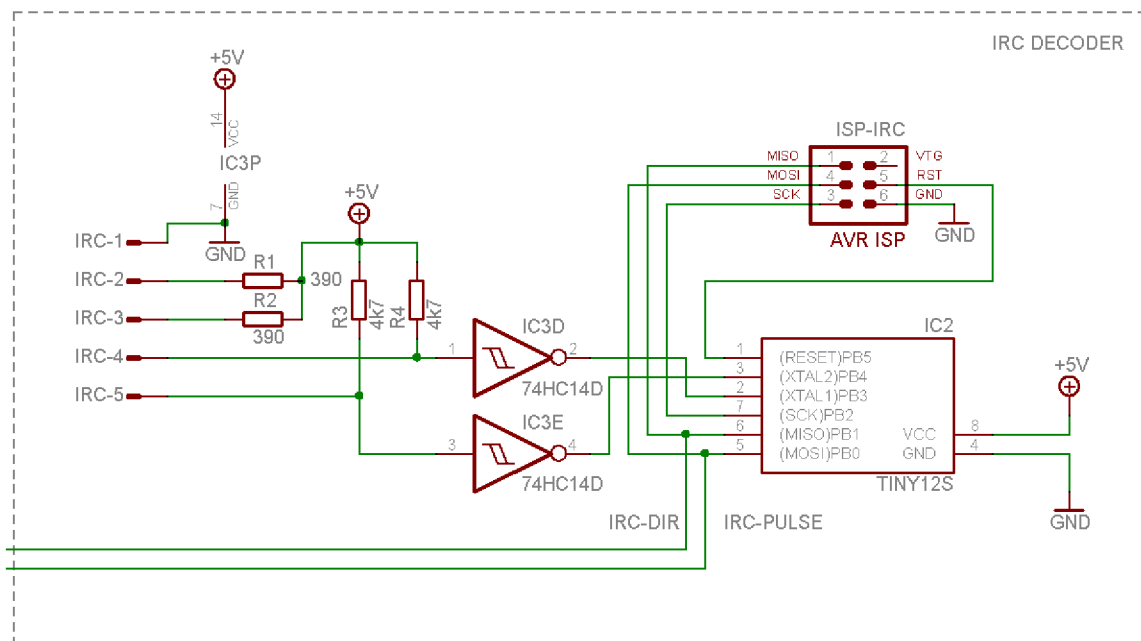 IRC DECODER
+5V
14
VCC
IC3P
7
GND
GND
IRC-1
IRC-2
IRC-3
IRC-4
IRC-5
R1
390
R2
390
+5V
R3
4k7
R4
4k7
IC3D
1
2
74HC14D
IC3E
3
4
74HC14D
ISP-IRC
MISO 1 2 VTG
MOSI 4 5 RST
SCK 3 6 GND
AVR ISP
GND
IC2
1 (RESET)PB5
3 (XTAL2)PB4
2 (XTAL1)PB3
7 (SCK)PB2
6 (MISO)PB1 VCC 8
5 (MOSI)PB0 GND 4
TINY12S
+5V
GND
IRC-DIR
IRC-PULSE